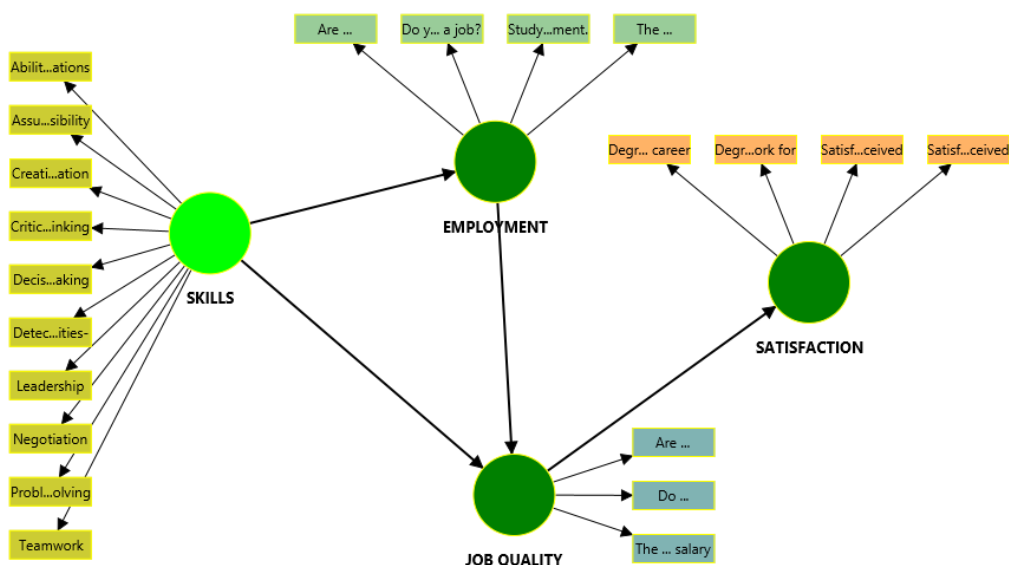 Are ...
Do y... a job?
Study...ment.
The ...
Abilit...ations
Assu...sibility
Creati...ation
Critic...inking
Decis...aking
Detec...ities-
Leadership
Negotiation
Probl...olving
Teamwork
SKILLS
EMPLOYMENT
Degr... career
Degr...ork for
Satisf...ceived
Satisf...ceived
SATISFACTION
Are ...
Do ...
The ... salary
JOB QUALITY